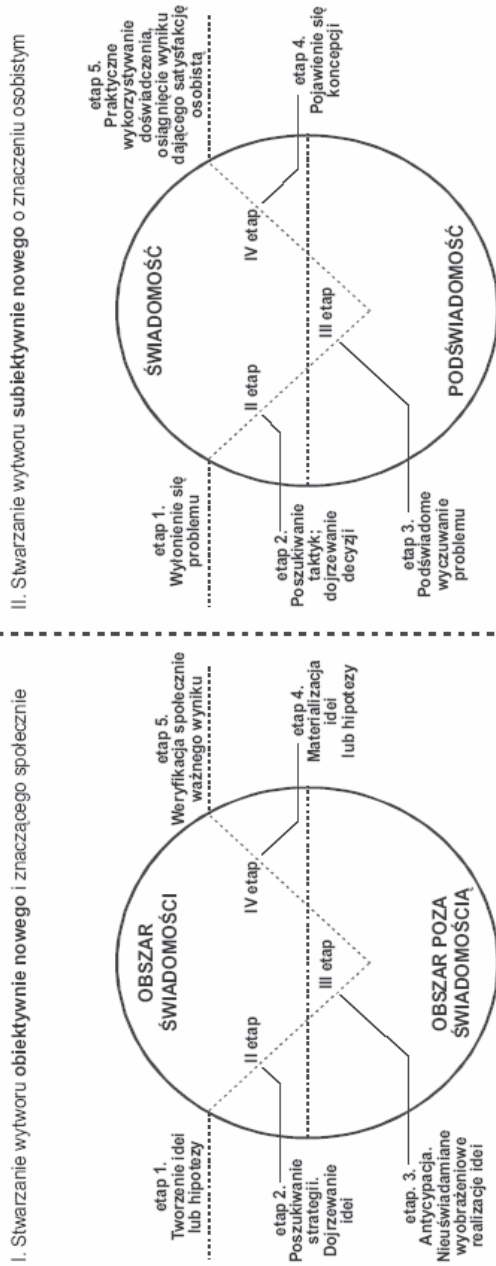 I. Stwarzanie wytworu obiektywnie nowego i znaczącego społecznie
etap 1.
Tworzenie idei
lub hipotezy
etap 5.
Weryfikacja społecznie
ważnego wyniku
OBSZAR
ŚWIADOMOŚCI
II etap
IV etap
etap 2.
Poszukiwanie
strategii.
Dojrzewanie
idei
etap 4.
Materializacja
idei
lub hipotezy
III etap
OBSZAR POZA
ŚWIADOMOŚCIĄ
etap. 3.
Antycypacja.
Nieuświadamiane
wyobrażeniowe
realizacje idei
II. Stwarzanie wytworu subiektywnie nowego o znaczeniu osobistym
etap 1.
Wyłonienie się
problemu
etap 5.
Praktyczne
wykorzystywanie
doświadczenia,
osiągnięcie wyniku
dającego satysfakcję
osobistą
ŚWIADOMOŚĆ
II etap
IV etap
etap 2.
Poszukiwanie
taktyk;
dojrzewanie
decyzji
etap 4.
Pojawienie się
koncepcji
III etap
PODŚWIADOMOŚĆ
etap 3.
Podświadome
wyczuwanie
problemu